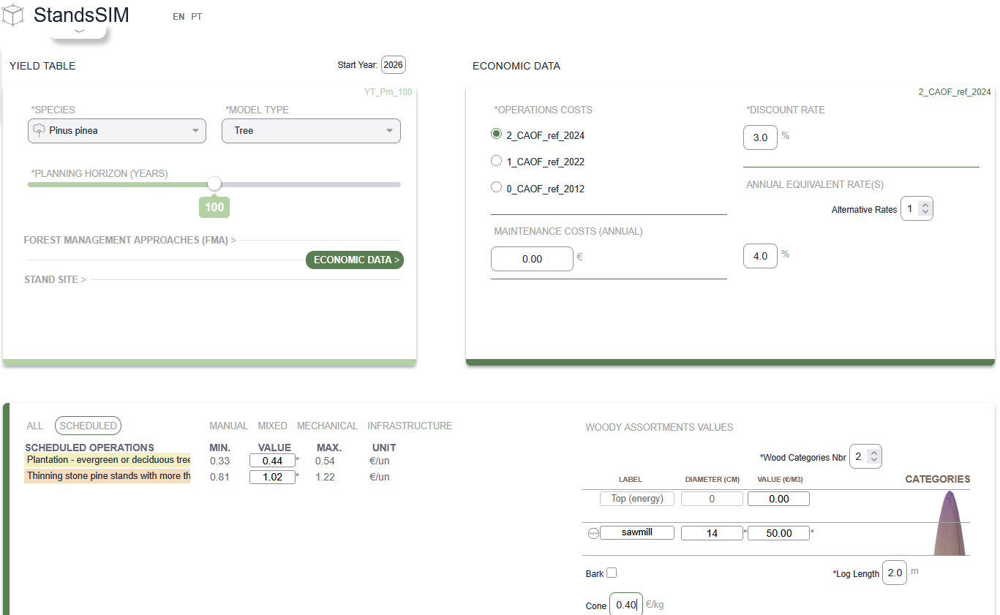 StandsSIM EN PT
YIELD TABLE Start Year: 2026
YT_Pm_100
*SPECIES *MODEL TYPE
Pinus pinea Tree
*PLANNING HORIZON (YEARS)
100
FOREST MANAGEMENT APPROACHES (FMA) >
ECONOMIC DATA >
STAND SITE >
ECONOMIC DATA
2_CAOF_ref_2024
*OPERATIONS COSTS
2_CAOF_ref_2024
1_CAOF_ref_2022
0_CAOF_ref_2012
MAINTENANCE COSTS (ANNUAL)
0.00 €
*DISCOUNT RATE
3.0 %
ANNUAL EQUIVALENT RATE(S)
Alternative Rates 1
4.0 %
ALL SCHEDULED MANUAL MIXED MECHANICAL INFRASTRUCTURE
SCHEDULED OPERATIONS MIN. VALUE MAX. UNIT
Plantation - evergreen or deciduous tree 0.33 0.44 * 0.54 €/un
Thinning stone pine stands with more th 0.81 1.02 * 1.22 €/un
WOODY ASSORTMENTS VALUES
*Wood Categories Nbr 2
LABEL DIAMETER (CM) VALUE (€/M3) CATEGORIES
Top (energy) 0 0.00
sawmill 14 * 50.00 *
Bark *Log Length 2.0 m
Cone 0.40 €/kg